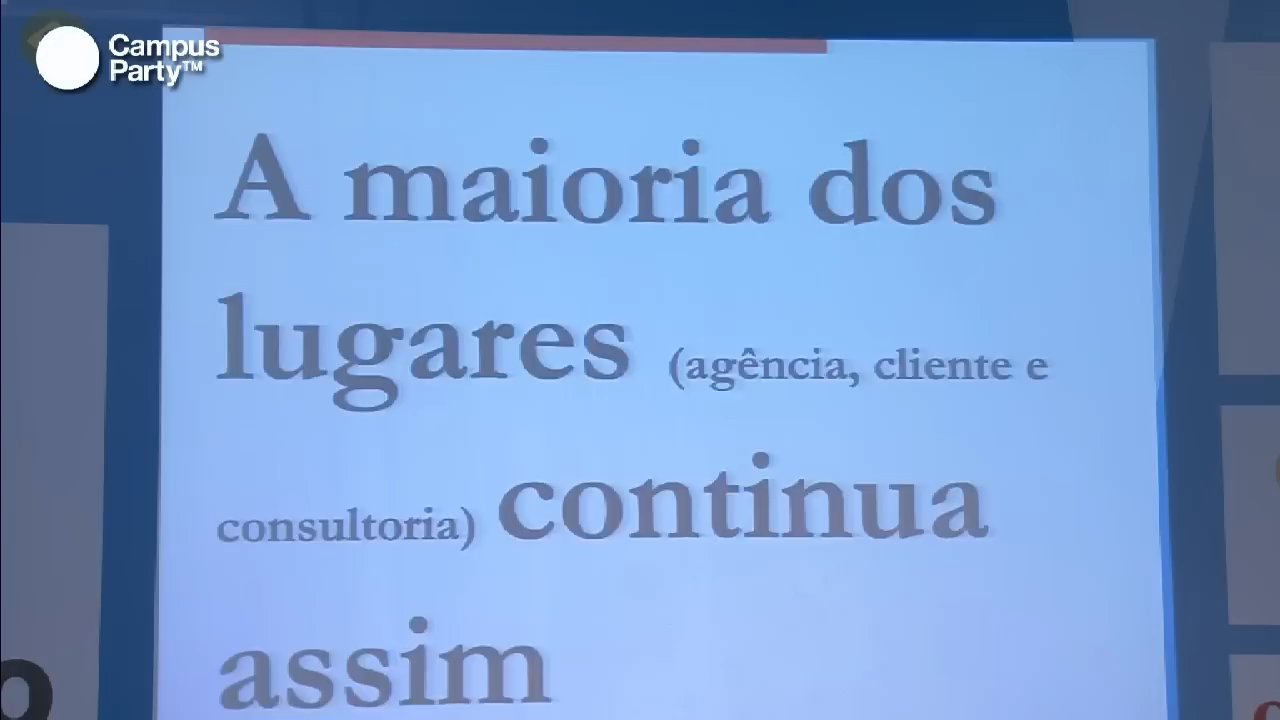 Campus
Party™
A maioria dos
lugares (agência, cliente e
consultoria) continua
assim